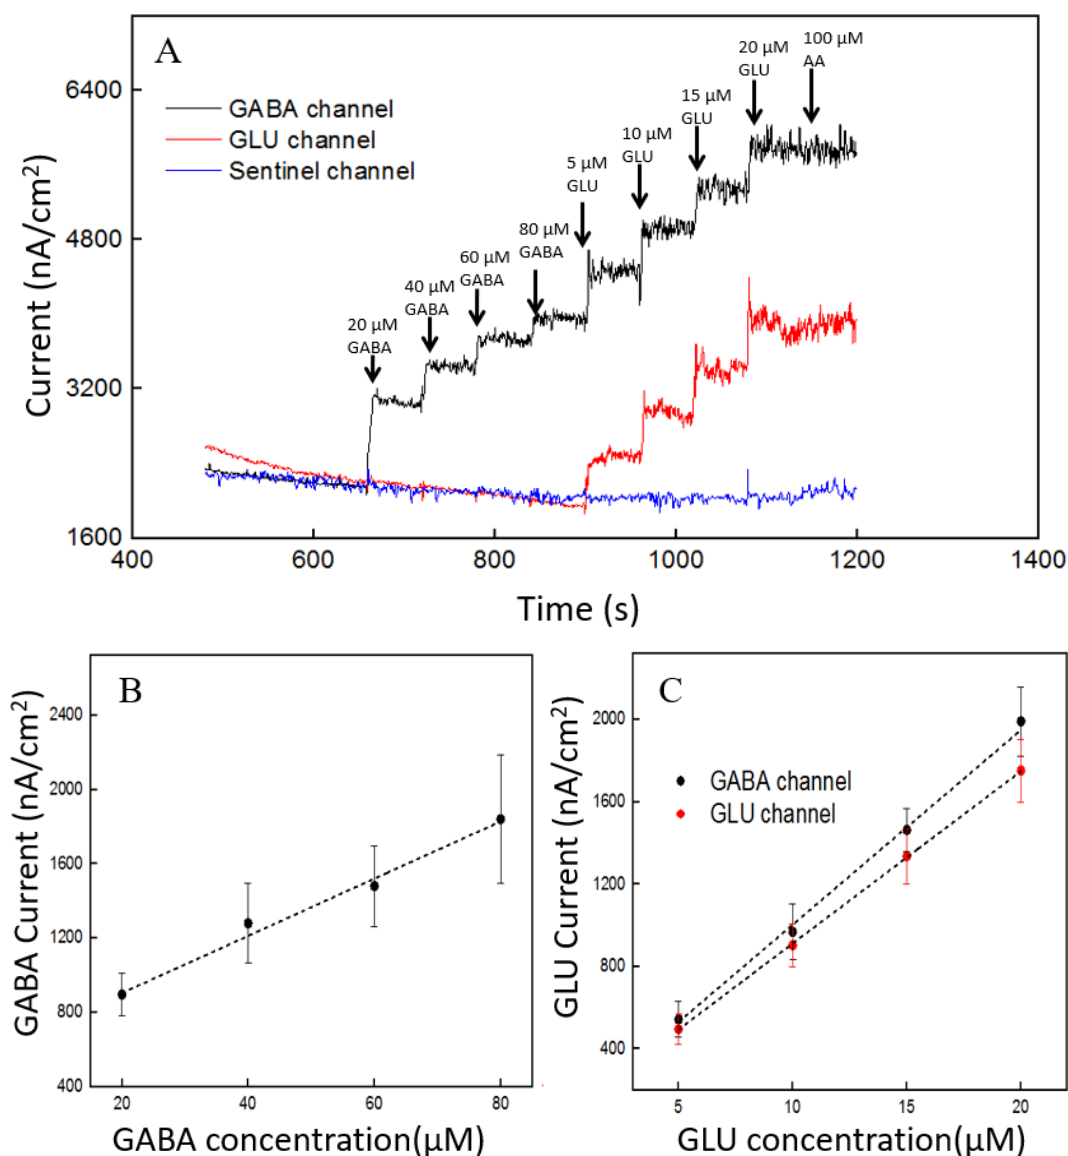 A
GABA channel
GLU channel
Sentinel channel
20 µM
GABA
40 µM
GABA
60 µM
GABA
80 µM
GABA
5 µM
GLU
10 µM
GLU
15 µM
GLU
20 µM
GLU
100 µM
AA
Current (nA/cm²)
6400
4800
3200
1600
400
600
800
1000
1200
1400
Time (s)
B
GABA Current (nA/cm²)
2400
2000
1600
1200
800
400
20
40
60
80
GABA concentration(µM)
C
GABA channel
GLU channel
GLU Current (nA/cm²)
2000
1600
1200
800
400
5
10
15
20
GLU concentration(µM)